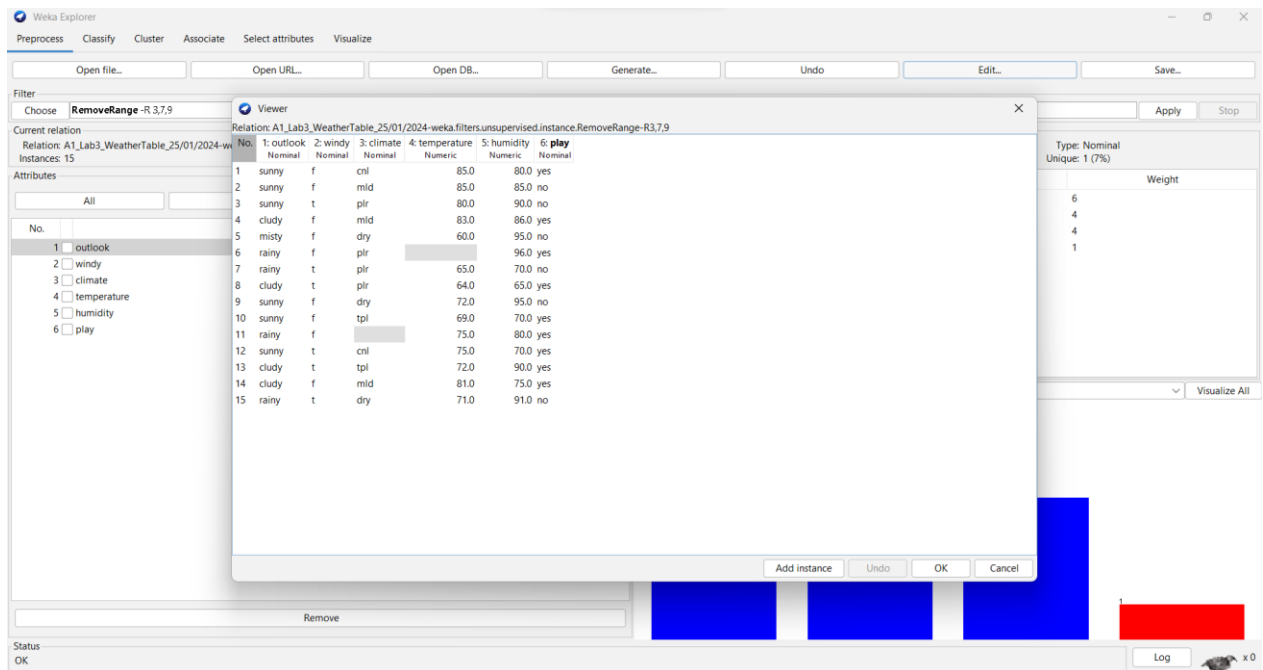 Weka Explorer
Preprocess Classify Cluster Associate Select attributes Visualize
Open file... Open URL... Open DB... Generate... Undo Edit... Save...
Filter
Choose RemoveRange -R 3,7,9 Apply Stop
Current relation
Relation: A1_Lab3_WeatherTable_25/01/2024-w
Instances: 15
Attributes
All
No.
1 outlook
2 windy
3 climate
4 temperature
5 humidity
6 play
Remove
Status
OK
Viewer
Relation: A1_Lab3_WeatherTable_25/01/2024-weka.filters.unsupervised.instance.RemoveRange-R3,7,9
No. 1: outlook 2: windy 3: climate 4: temperature 5: humidity 6: play
Nominal Nominal Nominal Numeric Numeric Nominal
1 sunny f cnl 85.0 80.0 yes
2 sunny f mld 85.0 85.0 no
3 sunny t plr 80.0 90.0 no
4 cludy f mld 83.0 86.0 yes
5 misty f dry 60.0 95.0 no
6 rainy f plr 96.0 yes
7 rainy t plr 65.0 70.0 no
8 cludy t plr 64.0 65.0 yes
9 sunny f dry 72.0 95.0 no
10 sunny f tpl 69.0 70.0 yes
11 rainy f 75.0 80.0 yes
12 sunny t cnl 75.0 70.0 yes
13 cludy t tpl 72.0 90.0 yes
14 cludy f mld 81.0 75.0 yes
15 rainy t dry 71.0 91.0 no
Add instance Undo OK Cancel
Type: Nominal
Unique: 1 (7%)
Weight
6
4
4
1
Visualize All
1
Log x 0